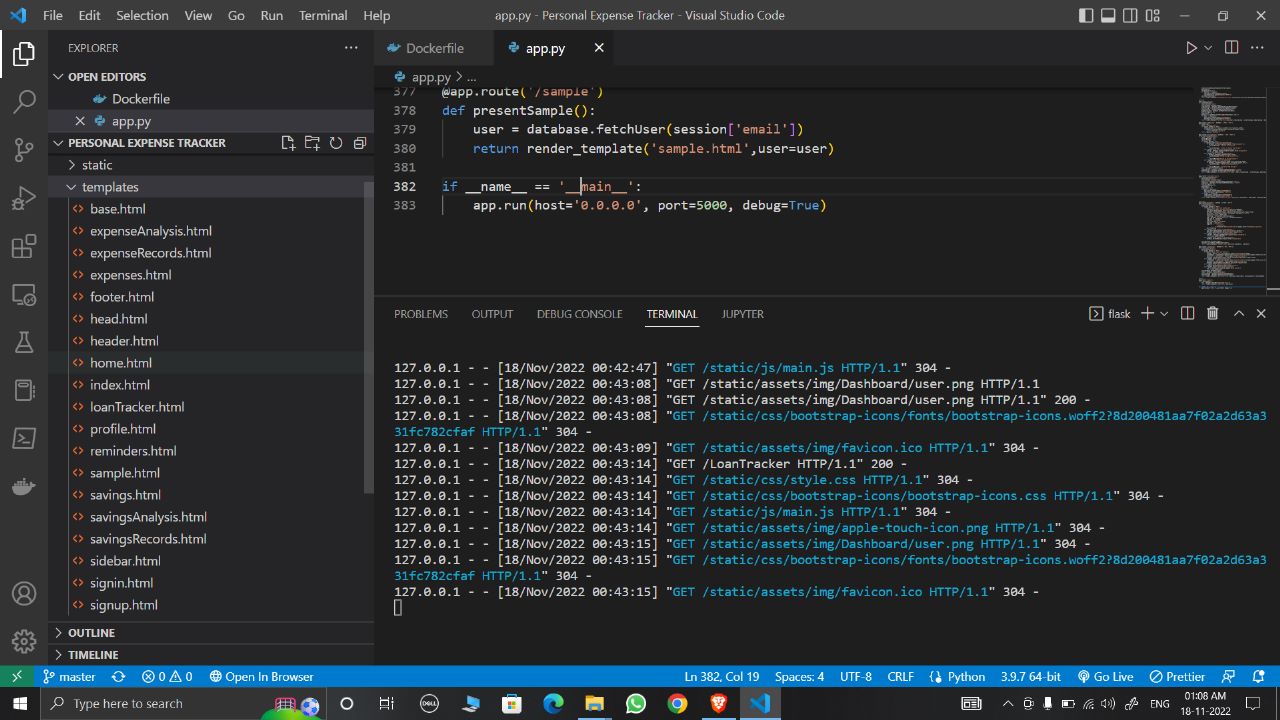 File Edit Selection View Go Run Terminal Help app.py - Personal Expense Tracker - Visual Studio Code
EXPLORER
OPEN EDITORS
Dockerfile
app.py
PERSONAL EXPENSE TRACKER
static
templates
base.html
expenseAnalysis.html
expenseRecords.html
expenses.html
footer.html
head.html
header.html
home.html
index.html
loanTracker.html
profile.html
reminders.html
sample.html
savings.html
savingsAnalysis.html
savingsRecords.html
sidebar.html
signin.html
signup.html
OUTLINE
TIMELINE
Dockerfile app.py
app.py > ...
377 @app.route('/sample')
378 def presentsample():
379 user = database.fetchUser(session['email'])
380 return render_template('sample.html',user=user)
381
382 if __name__ == '__main__':
383 app.run(host='0.0.0.0', port=5000, debug=True)
PROBLEMS OUTPUT DEBUG CONSOLE TERMINAL JUPYTER flask
127.0.0.1 - - [18/Nov/2022 00:42:47] "GET /static/js/main.js HTTP/1.1" 304 -
127.0.0.1 - - [18/Nov/2022 00:43:08] "GET /static/assets/img/Dashboard/user.png HTTP/1.1
127.0.0.1 - - [18/Nov/2022 00:43:08] "GET /static/assets/img/Dashboard/user.png HTTP/1.1" 200 -
127.0.0.1 - - [18/Nov/2022 00:43:08] "GET /static/css/bootstrap-icons/fonts/bootstrap-icons.woff2?8d200481aa7f02a2d63a3
31fc782cfaf HTTP/1.1" 304 -
127.0.0.1 - - [18/Nov/2022 00:43:09] "GET /static/assets/img/favicon.ico HTTP/1.1" 304 -
127.0.0.1 - - [18/Nov/2022 00:43:14] "GET /LoanTracker HTTP/1.1" 200 -
127.0.0.1 - - [18/Nov/2022 00:43:14] "GET /static/css/style.css HTTP/1.1" 304 -
127.0.0.1 - - [18/Nov/2022 00:43:14] "GET /static/css/bootstrap-icons/bootstrap-icons.css HTTP/1.1" 304 -
127.0.0.1 - - [18/Nov/2022 00:43:14] "GET /static/js/main.js HTTP/1.1" 304 -
127.0.0.1 - - [18/Nov/2022 00:43:14] "GET /static/assets/img/apple-touch-icon.png HTTP/1.1" 304 -
127.0.0.1 - - [18/Nov/2022 00:43:15] "GET /static/assets/img/Dashboard/user.png HTTP/1.1" 304 -
127.0.0.1 - - [18/Nov/2022 00:43:15] "GET /static/css/bootstrap-icons/fonts/bootstrap-icons.woff2?8d200481aa7f02a2d63a3
31fc782cfaf HTTP/1.1" 304 -
127.0.0.1 - - [18/Nov/2022 00:43:15] "GET /static/assets/img/favicon.ico HTTP/1.1" 304 -
master 0 0 Open In Browser Ln 382, Col 19 Spaces: 4 UTF-8 CRLF Python 3.9.7 64-bit Go Live Prettier
Type here to search DELL ENG 01:08 AM
18-11-2022